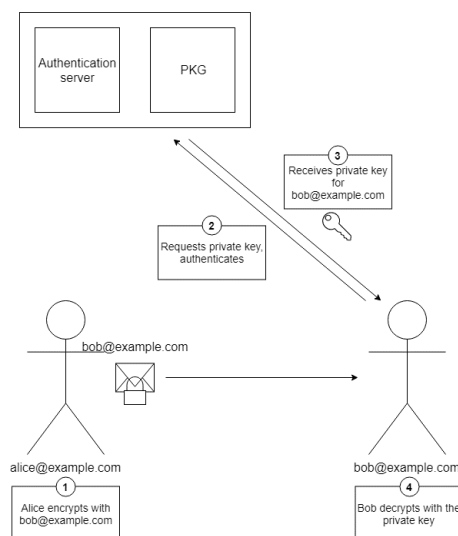 Authentication
server
PKG
3
Receives private key
for
bob@example.com
2
Requests private key,
authenticates
bob@example.com
alice@example.com
bob@example.com
1
Alice encrypts with
bob@example.com
4
Bob decrypts with the
private key